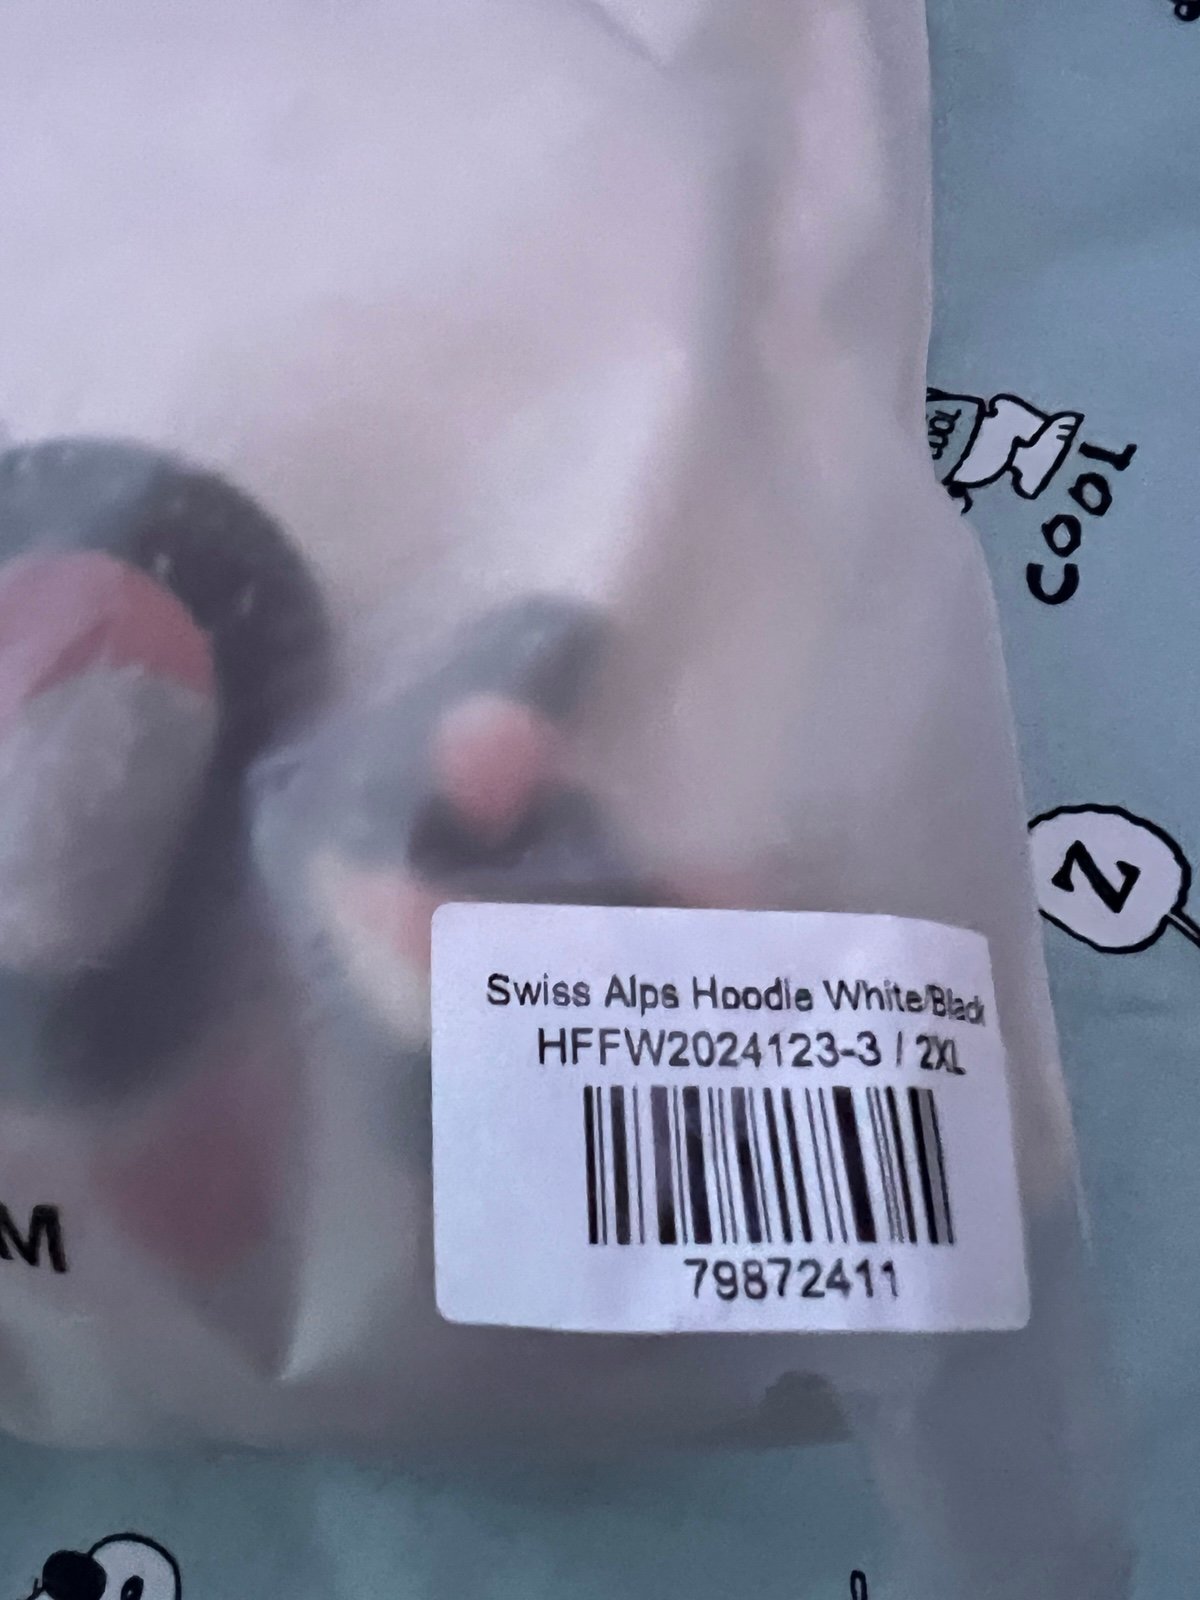 COOL
Z
M
Swiss Alps Hoodie White/Black
HFFW2024123-3 / 2XL
79872411